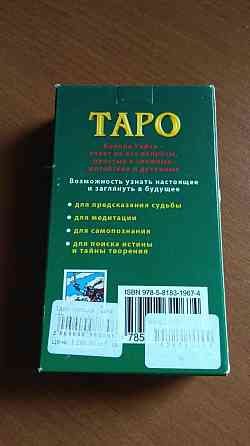 ТАРО
Колода Уэйта –
ответ на все вопросы,
простые и сложные –
житейские и духовные
Возможность узнать настоящее
и заглянуть в будущее
для предсказания судьбы
для медитации
для самопознания
для поиска истины
и тайны творения
ISBN 978-5-8183-1967-4